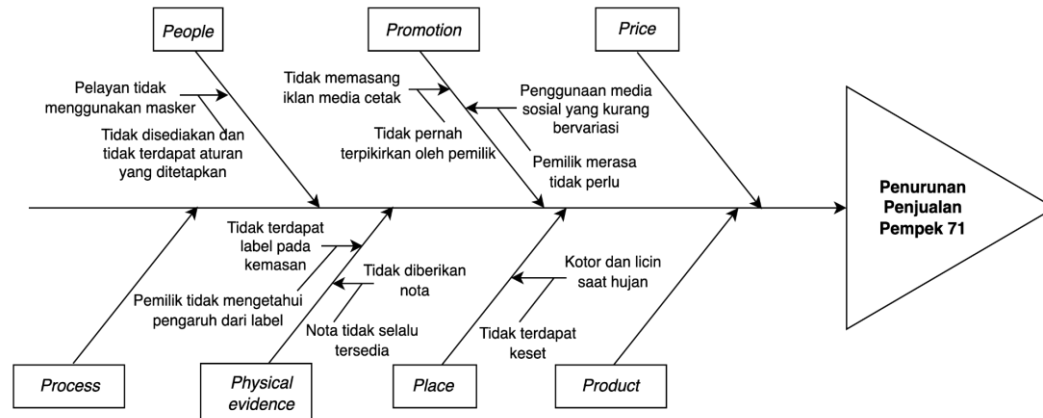 People
Promotion
Price
Pelayan tidak
menggunakan masker
Tidak disediakan dan
tidak terdapat aturan
yang ditetapkan
Tidak memasang
iklan media cetak
Tidak pernah
terpikirkan oleh pemilik
Penggunaan media
sosial yang kurang
bervariasi
Pemilik merasa
tidak perlu
Penurunan
Penjualan
Pempek 71
Tidak terdapat
label pada
kemasan
Pemilik tidak mengetahui
pengaruh dari label
Tidak diberikan
nota
Nota tidak selalu
tersedia
Kotor dan licin
saat hujan
Tidak terdapat
keset
Process
Physical
evidence
Place
Product